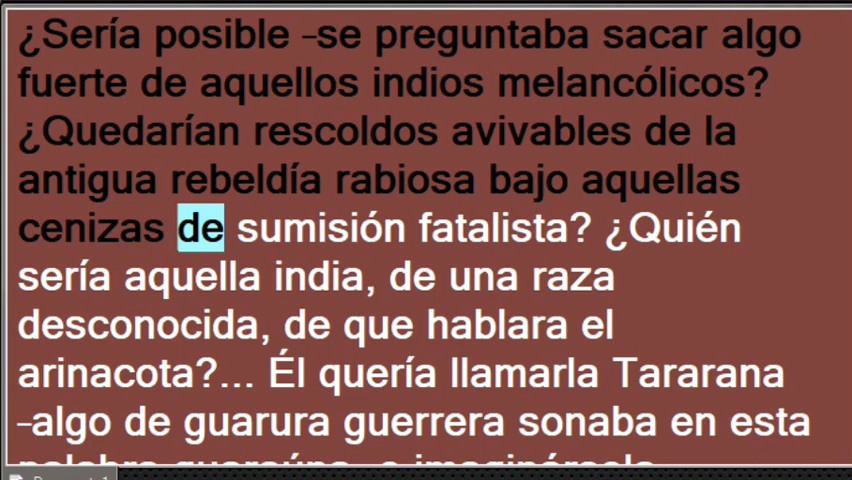 ¿Sería posible –se preguntaba sacar algo
fuerte de aquellos indios melancólicos?
¿Quedarían rescoldos avivables de la
antigua rebeldía rabiosa bajo aquellas
cenizas de sumisión fatalista? ¿Quién
sería aquella india, de una raza
desconocida, de que hablara el
arinacota?... Él quería llamarla Tararana
–algo de guarura guerrera sonaba en esta